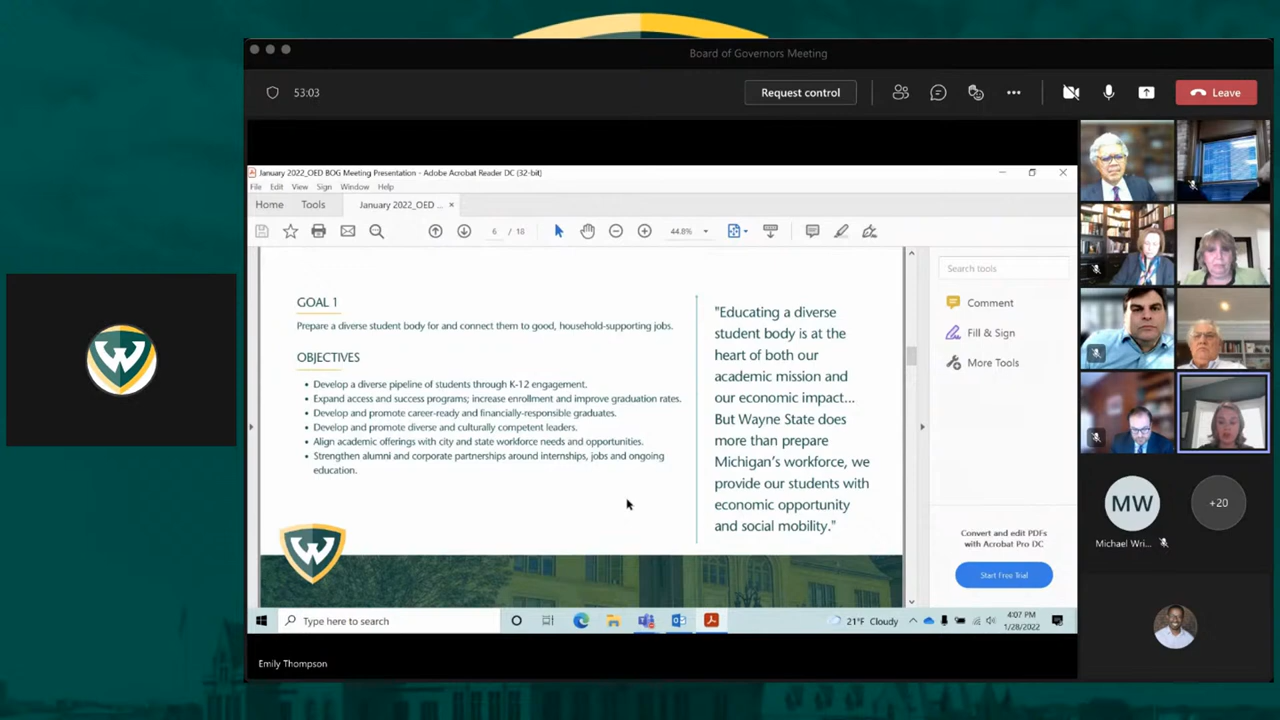 Board of Governors Meeting
53:03
Request control
Leave
January 2022_OED BOG Meeting Presentation - Adobe Acrobat Reader DC (32-bit)
File Edit View Sign Window Help
Home Tools January 2022_OED ... ×
6 / 18 44.8%
Search tools
Comment
Fill & Sign
More Tools
Convert and edit PDFs
with Acrobat Pro DC
Start Free Trial
GOAL 1
Prepare a diverse student body for and connect them to good, household-supporting jobs.
OBJECTIVES
• Develop a diverse pipeline of students through K-12 engagement.
• Expand access and success programs; increase enrollment and improve graduation rates.
• Develop and promote career-ready and financially-responsible graduates.
• Develop and promote diverse and culturally competent leaders.
• Align academic offerings with city and state workforce needs and opportunities.
• Strengthen alumni and corporate partnerships around internships, jobs and ongoing
education.
"Educating a diverse
student body is at the
heart of both our
academic mission and
our economic impact...
But Wayne State does
more than prepare
Michigan's workforce, we
provide our students with
economic opportunity
and social mobility."
W
W
MW
+20
Michael Wri...
Type here to search
21°F Cloudy
4:07 PM
1/28/2022
Emily Thompson